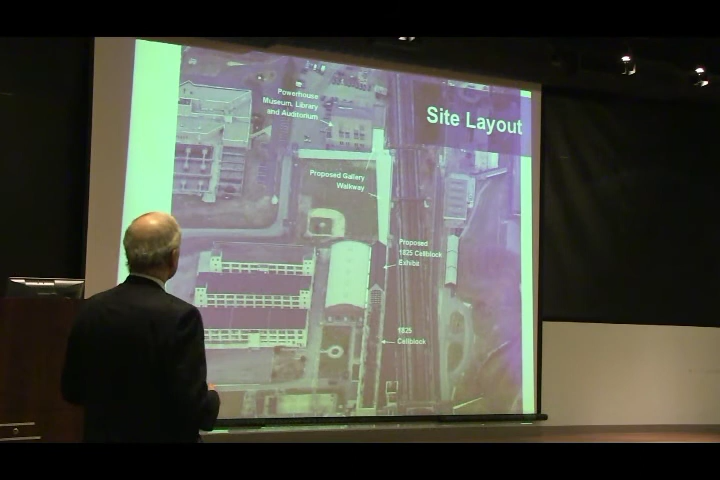 Site Layout
Powerhouse
Museum, Library
and Auditorium
Proposed Gallery
Walkway
Proposed
1825 Cellblock
Exhibit
1825
Cellblock